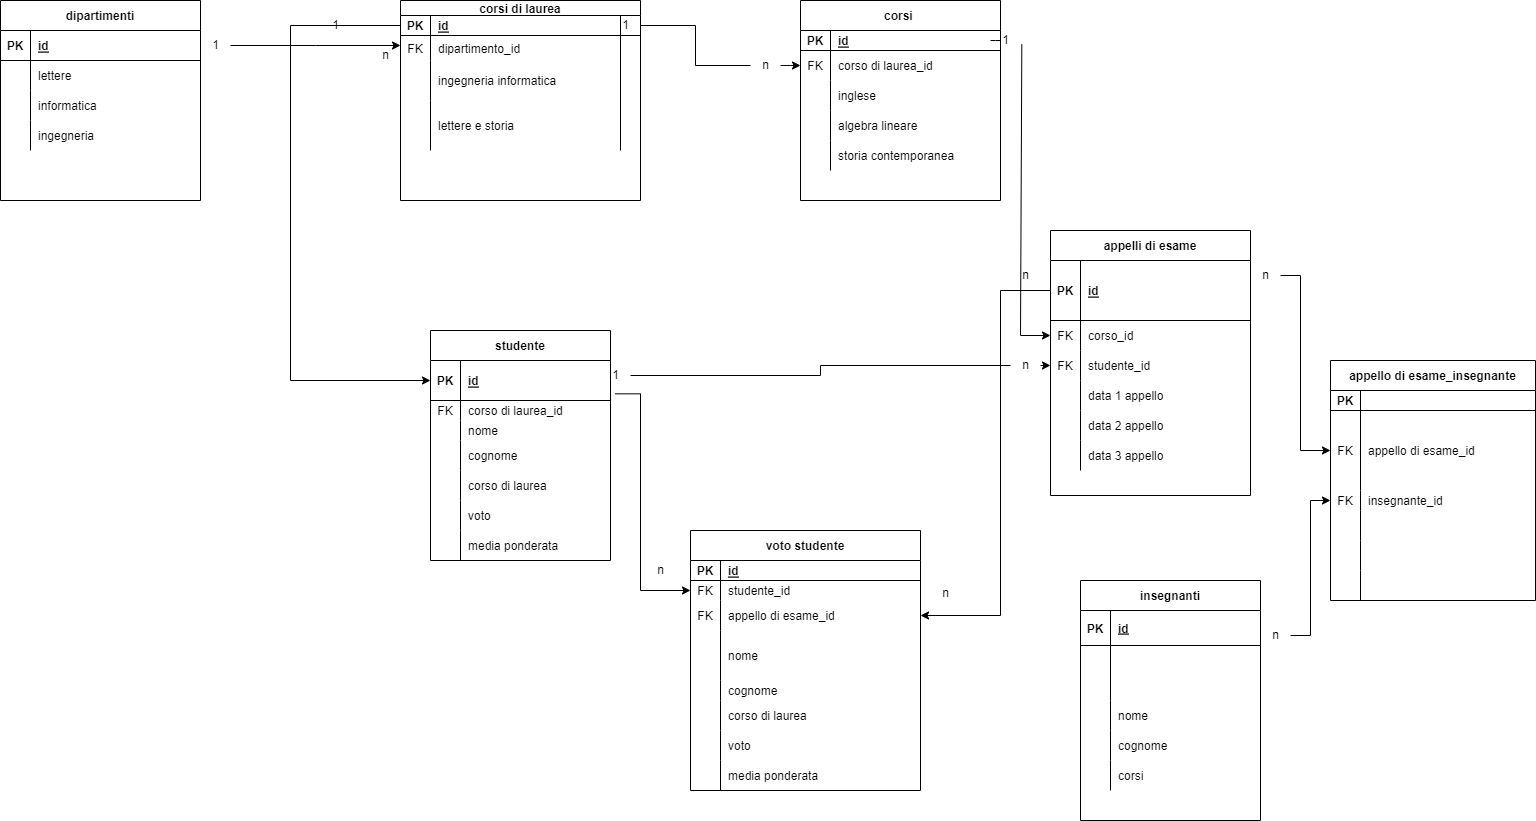 dipartimenti
PK id
lettere
informatica
ingegneria
1
n
1
corsi di laurea
PK id 1
FK dipartimento_id
ingegneria informatica
lettere e storia
n
corsi
PK id 1
FK corso di laurea_id
inglese
algebra lineare
storia contemporanea
appelli di esame
PK id
FK corso_id
FK studente_id
data 1 appello
data 2 appello
data 3 appello
n
n
n
studente
PK id
FK corso di laurea_id
nome
cognome
corso di laurea
voto
media ponderata
1
n
appello di esame_insegnante
PK
FK appello di esame_id
FK insegnante_id
voto studente
PK id
FK studente_id
FK appello di esame_id
nome
cognome
corso di laurea
voto
media ponderata
n
insegnanti
PK id
nome
cognome
corsi
n